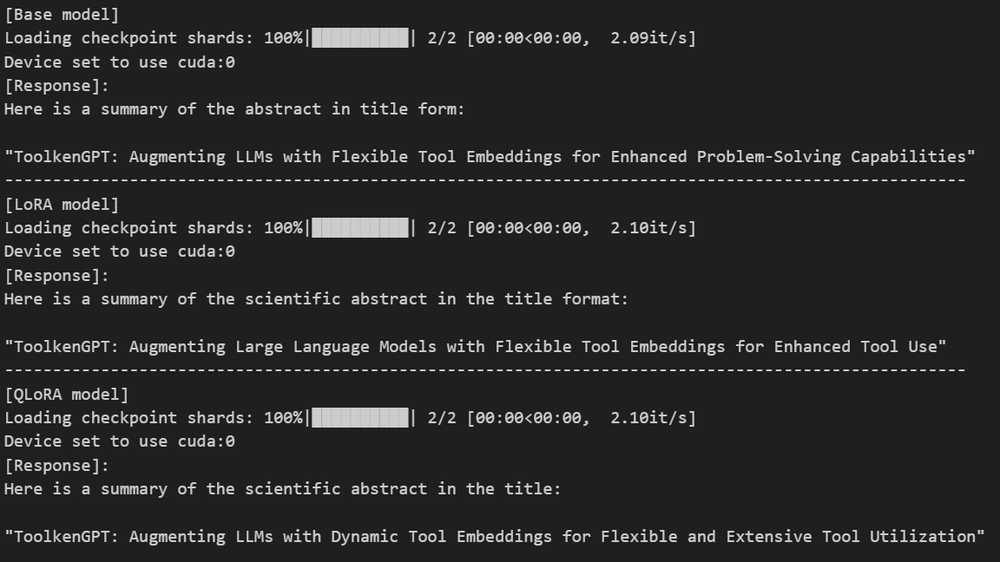 [Base model]
Loading checkpoint shards: 100%|██████████| 2/2 [00:00<00:00,  2.09it/s]
Device set to use cuda:0
[Response]:
Here is a summary of the abstract in title form:
"ToolkenGPT: Augmenting LLMs with Flexible Tool Embeddings for Enhanced Problem-Solving Capabilities"
----------------------------------------------------------------------------------------------------
[LoRA model]
Loading checkpoint shards: 100%|██████████| 2/2 [00:00<00:00,  2.10it/s]
Device set to use cuda:0
[Response]:
Here is a summary of the scientific abstract in the title format:
"ToolkenGPT: Augmenting Large Language Models with Flexible Tool Embeddings for Enhanced Tool Use"
----------------------------------------------------------------------------------------------------
[QLoRA model]
Loading checkpoint shards: 100%|██████████| 2/2 [00:00<00:00,  2.10it/s]
Device set to use cuda:0
[Response]:
Here is a summary of the scientific abstract in the title:
"ToolkenGPT: Augmenting LLMs with Dynamic Tool Embeddings for Flexible and Extensive Tool Utilization"